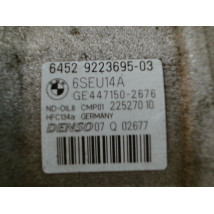 6452 9223695-03
6SEU14A
GE447150-2676
ND-OIL8 CMP01 22527010
HFC134a GERMANY
DENSO 07 Q 02677